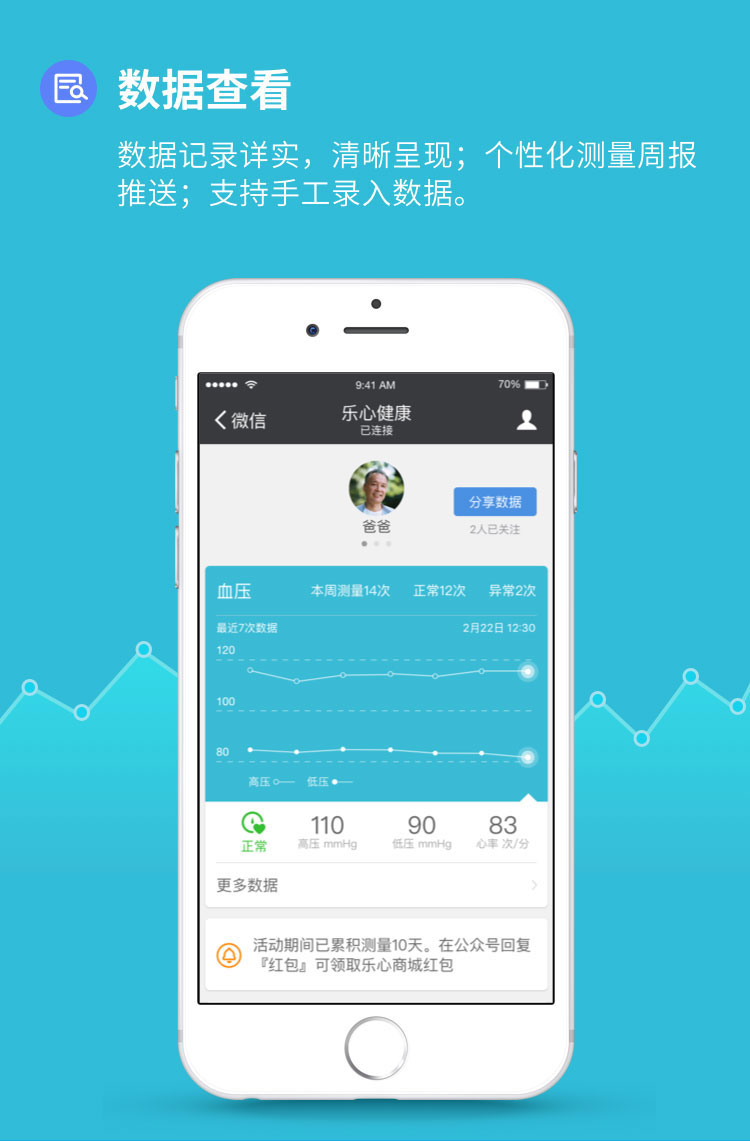 数据查看
数据记录详实，清晰呈现；个性化测量周报
推送；支持手工录入数据。
9:41 AM
70%
微信
乐心健康
已连接
爸爸
分享数据
2人已关注
血压
本周测量14次
正常12次
异常2次
最近7次数据
2月22日 12:30
120
100
80
高压
低压
正常
110
高压 mmHg
90
低压 mmHg
83
心率 次/分
更多数据
活动期间已累积测量10天。在公众号回复
『红包』可领取乐心商城红包